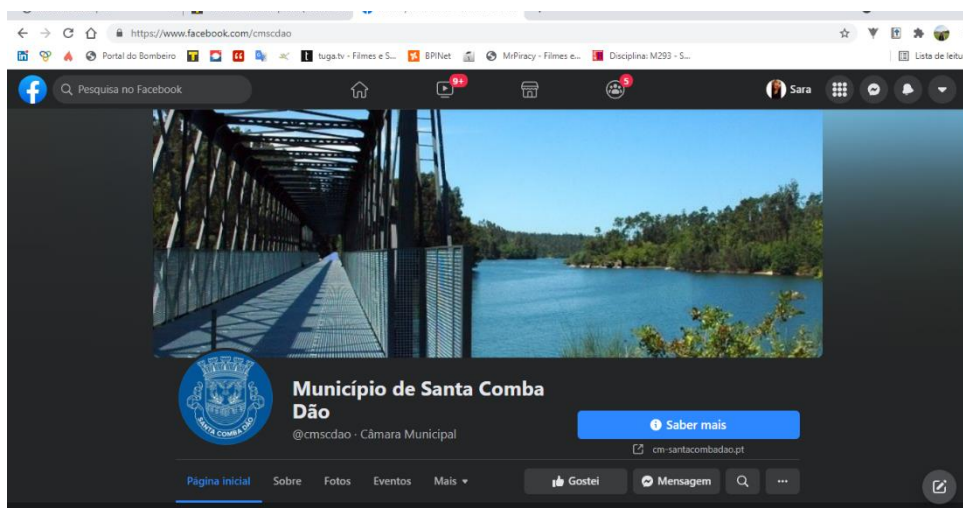 https://www.facebook.com/cmscdao
Portal do Bombeiro
tuga.tv - Filmes e S...
BPINet
MrPiracy - Filmes e...
Disciplina: M293 - S...
Lista de leitu
Pesquisa no Facebook
9+
5
Sara
Município de Santa Comba
Dão
@cmscdao · Câmara Municipal
Saber mais
cm-santacombadao.pt
SANTA COMBA DÃO
Página inicial
Sobre
Fotos
Eventos
Mais
Gostei
Mensagem